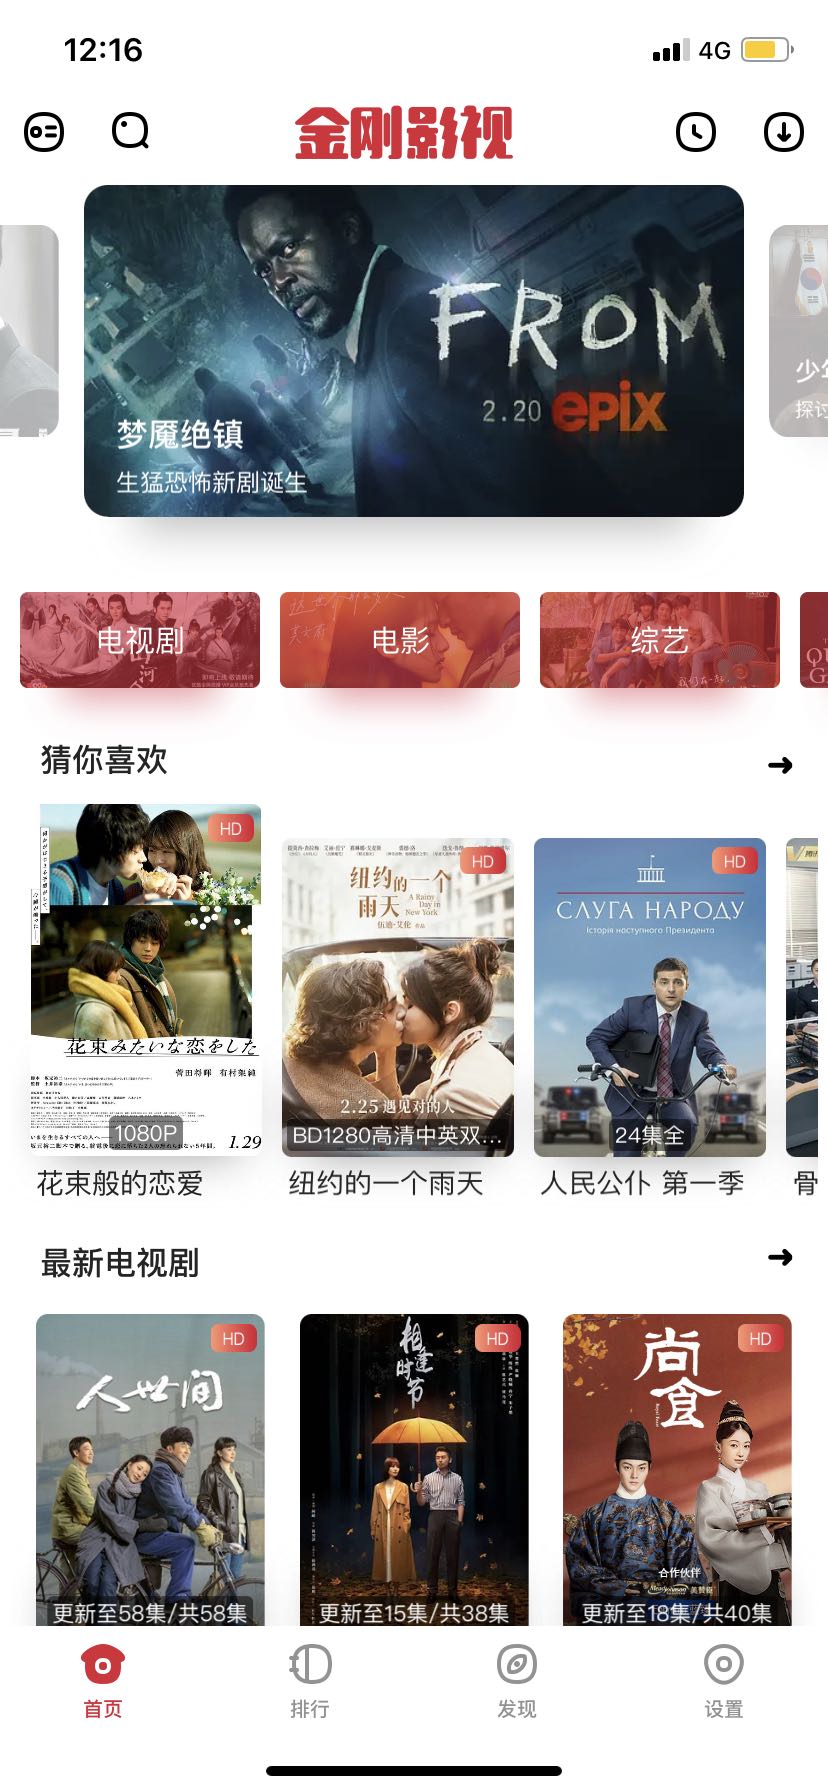 12:16
4G
金刚影视
FROM
2.20 epix
梦魇绝镇
生猛恐怖新剧诞生
少
探讨
电视剧
电影
综艺
猜你喜欢
HD
花束みたいな恋をした
菅田将暉 有村架純
1.29
1080P
花束般的恋爱
HD
纽约的一个
雨天
A Rainy
Day in
New York
伍迪·艾伦 作品
2.25 遇见对的人
BD1280高清中英双...
纽约的一个雨天
HD
СЛУГА НАРОДУ
Історія наступного Президента
24集全
人民公仆 第一季
骨
最新电视剧
HD
人世间
更新至58集/共58集
HD
相逢
时节
更新至15集/共38集
HD
尚食
合作伙伴
更新至18集/共40集
首页
排行
发现
设置